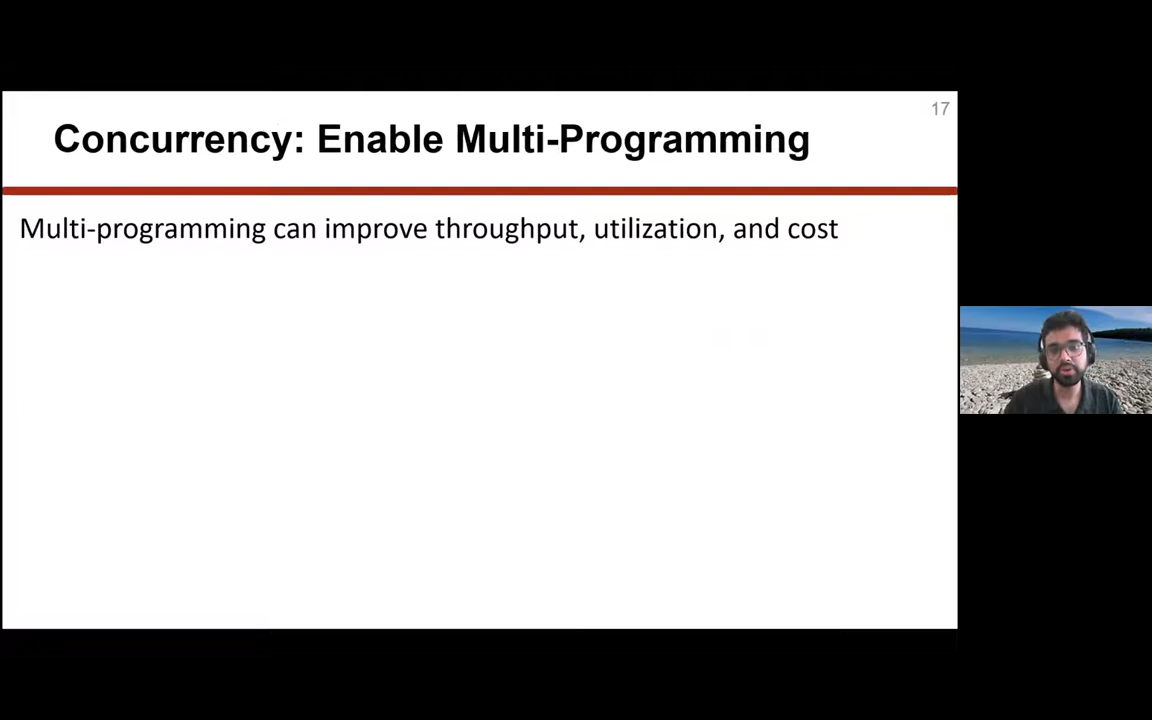 17
Concurrency: Enable Multi-Programming
Multi-programming can improve throughput, utilization, and cost